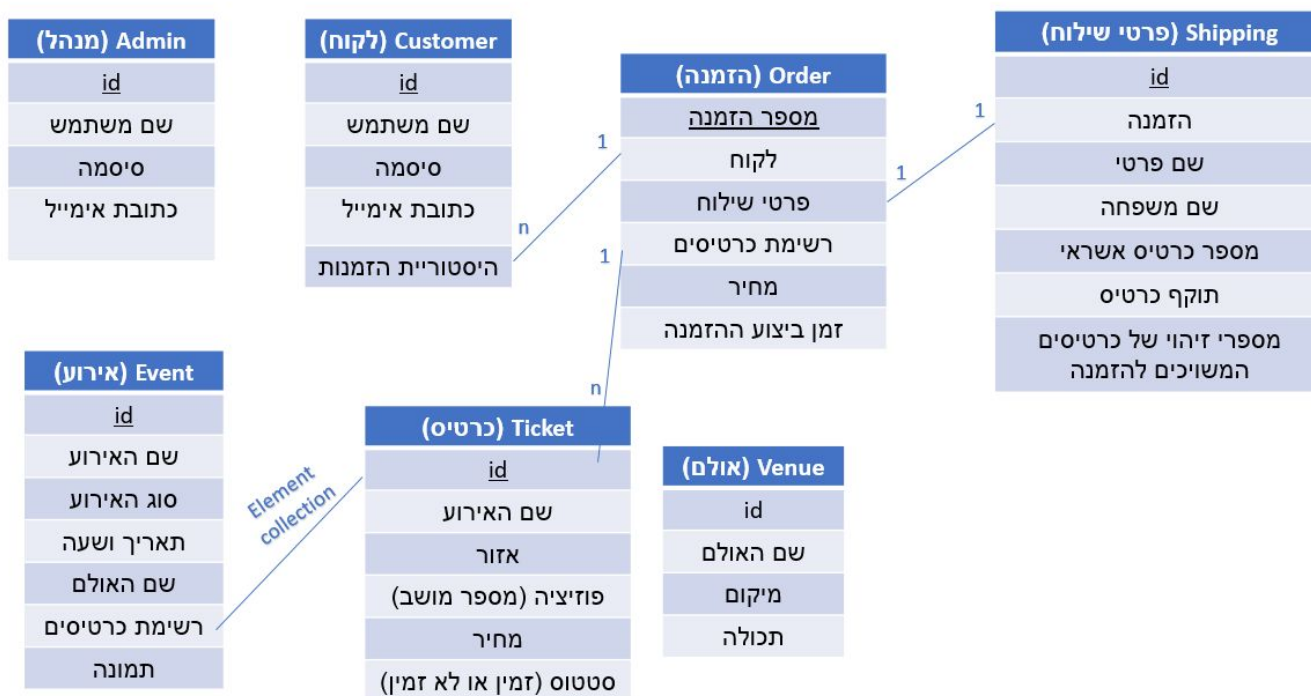 Admin (מנהל)
id
שם משתמש
סיסמה
כתובת אימייל
Customer (לקוח)
id
שם משתמש
סיסמה
כתובת אימייל
היסטוריית הזמנות
Order (הזמנה)
מספר הזמנה
לקוח
פרטי שילוח
רשימת כרטיסים
מחיר
זמן ביצוע ההזמנה
Shipping (פרטי שילוח)
id
הזמנה
שם פרטי
שם משפחה
מספר כרטיס אשראי
תוקף כרטיס
מספרי זיהוי של כרטיסים
המשויכים להזמנה
1
n
1
1
1
n
Event (אירוע)
id
שם האירוע
סוג האירוע
תאריך ושעה
שם האולם
רשימת כרטיסים
תמונה
Element
collection
Ticket (כרטיס)
id
שם האירוע
אזור
פוזיציה (מספר מושב)
מחיר
סטטוס (זמין או לא זמין)
Venue (אולם)
id
שם האולם
מיקום
תכולה